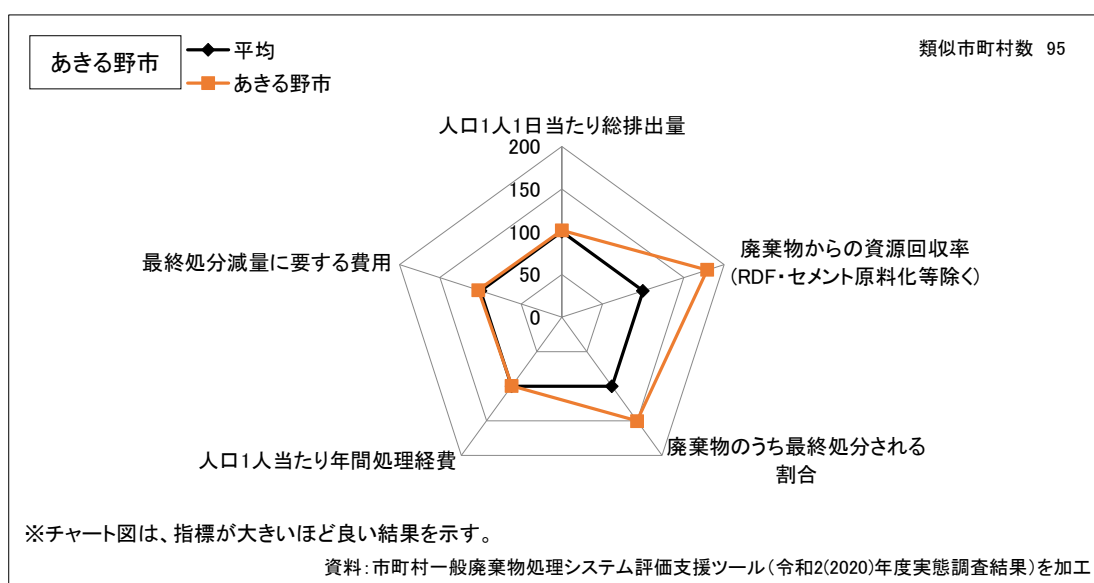 あきる野市
平均
あきる野市
類似市町村数 95
人口1人1日当たり総排出量
200
150
100
50
0
廃棄物からの資源回収率
(RDF・セメント原料化等除く)
最終処分減量に要する費用
人口1人当たり年間処理経費
廃棄物のうち最終処分される
割合
※チャート図は、指標が大きいほど良い結果を示す。
資料:市町村一般廃棄物処理システム評価支援ツール(令和2(2020)年度実態調査結果)を加工